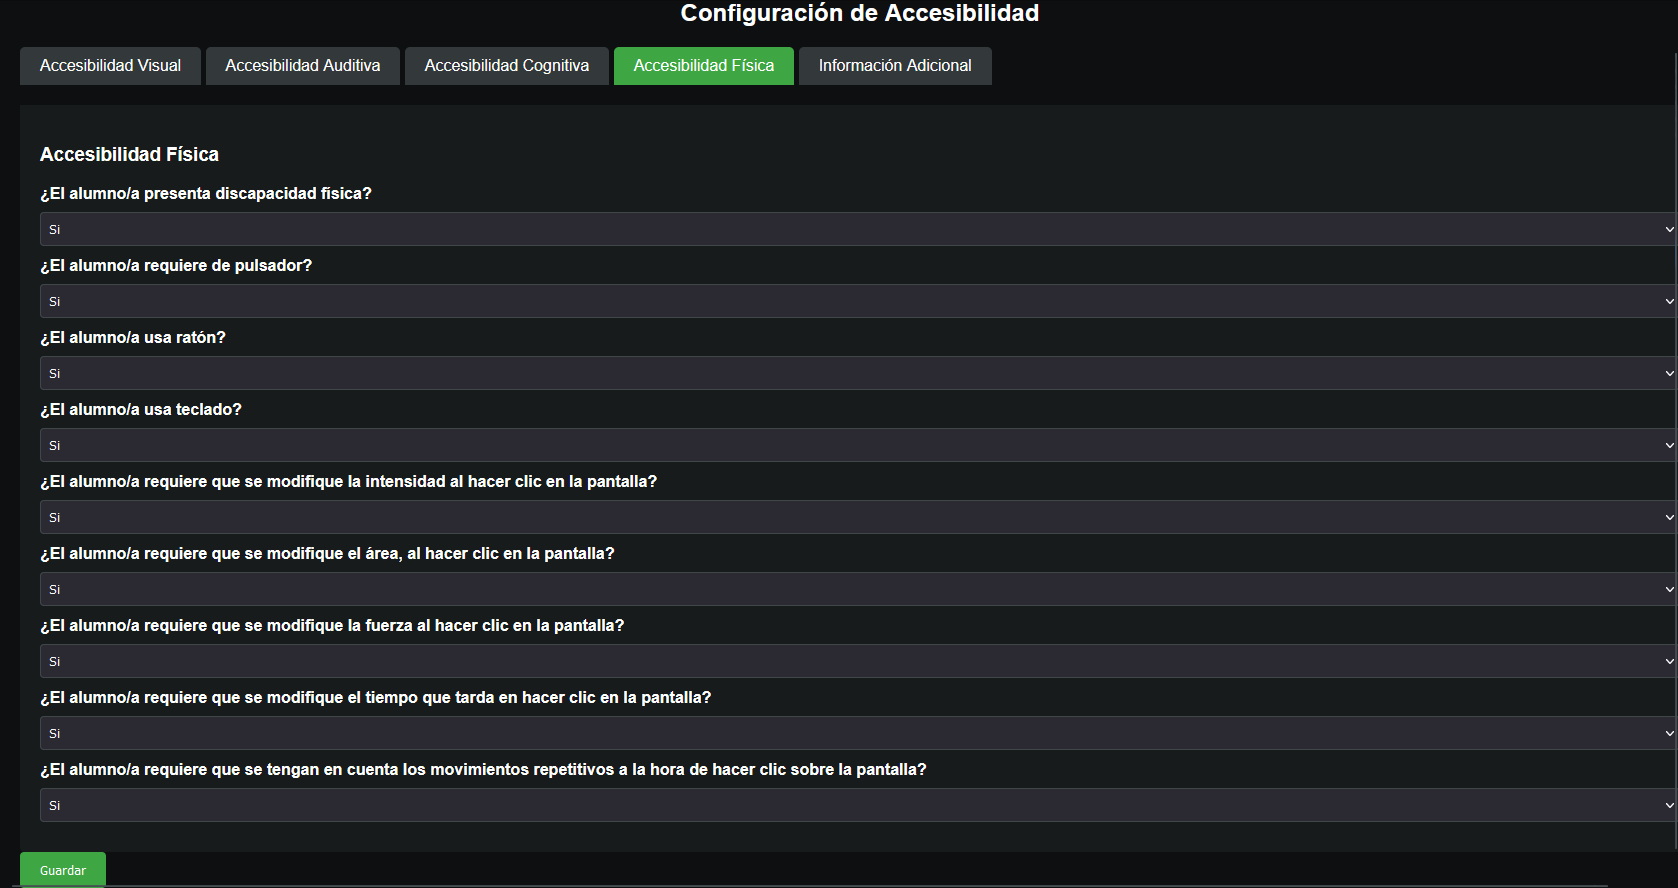 Configuración de Accesibilidad
Accesibilidad Visual Accesibilidad Auditiva Accesibilidad Cognitiva Accesibilidad Física Información Adicional
Accesibilidad Física
¿El alumno/a presenta discapacidad física?
Si
¿El alumno/a requiere de pulsador?
Si
¿El alumno/a usa ratón?
Si
¿El alumno/a usa teclado?
Si
¿El alumno/a requiere que se modifique la intensidad al hacer clic en la pantalla?
Si
¿El alumno/a requiere que se modifique el área, al hacer clic en la pantalla?
Si
¿El alumno/a requiere que se modifique la fuerza al hacer clic en la pantalla?
Si
¿El alumno/a requiere que se modifique el tiempo que tarda en hacer clic en la pantalla?
Si
¿El alumno/a requiere que se tengan en cuenta los movimientos repetitivos a la hora de hacer clic sobre la pantalla?
Si
Guardar